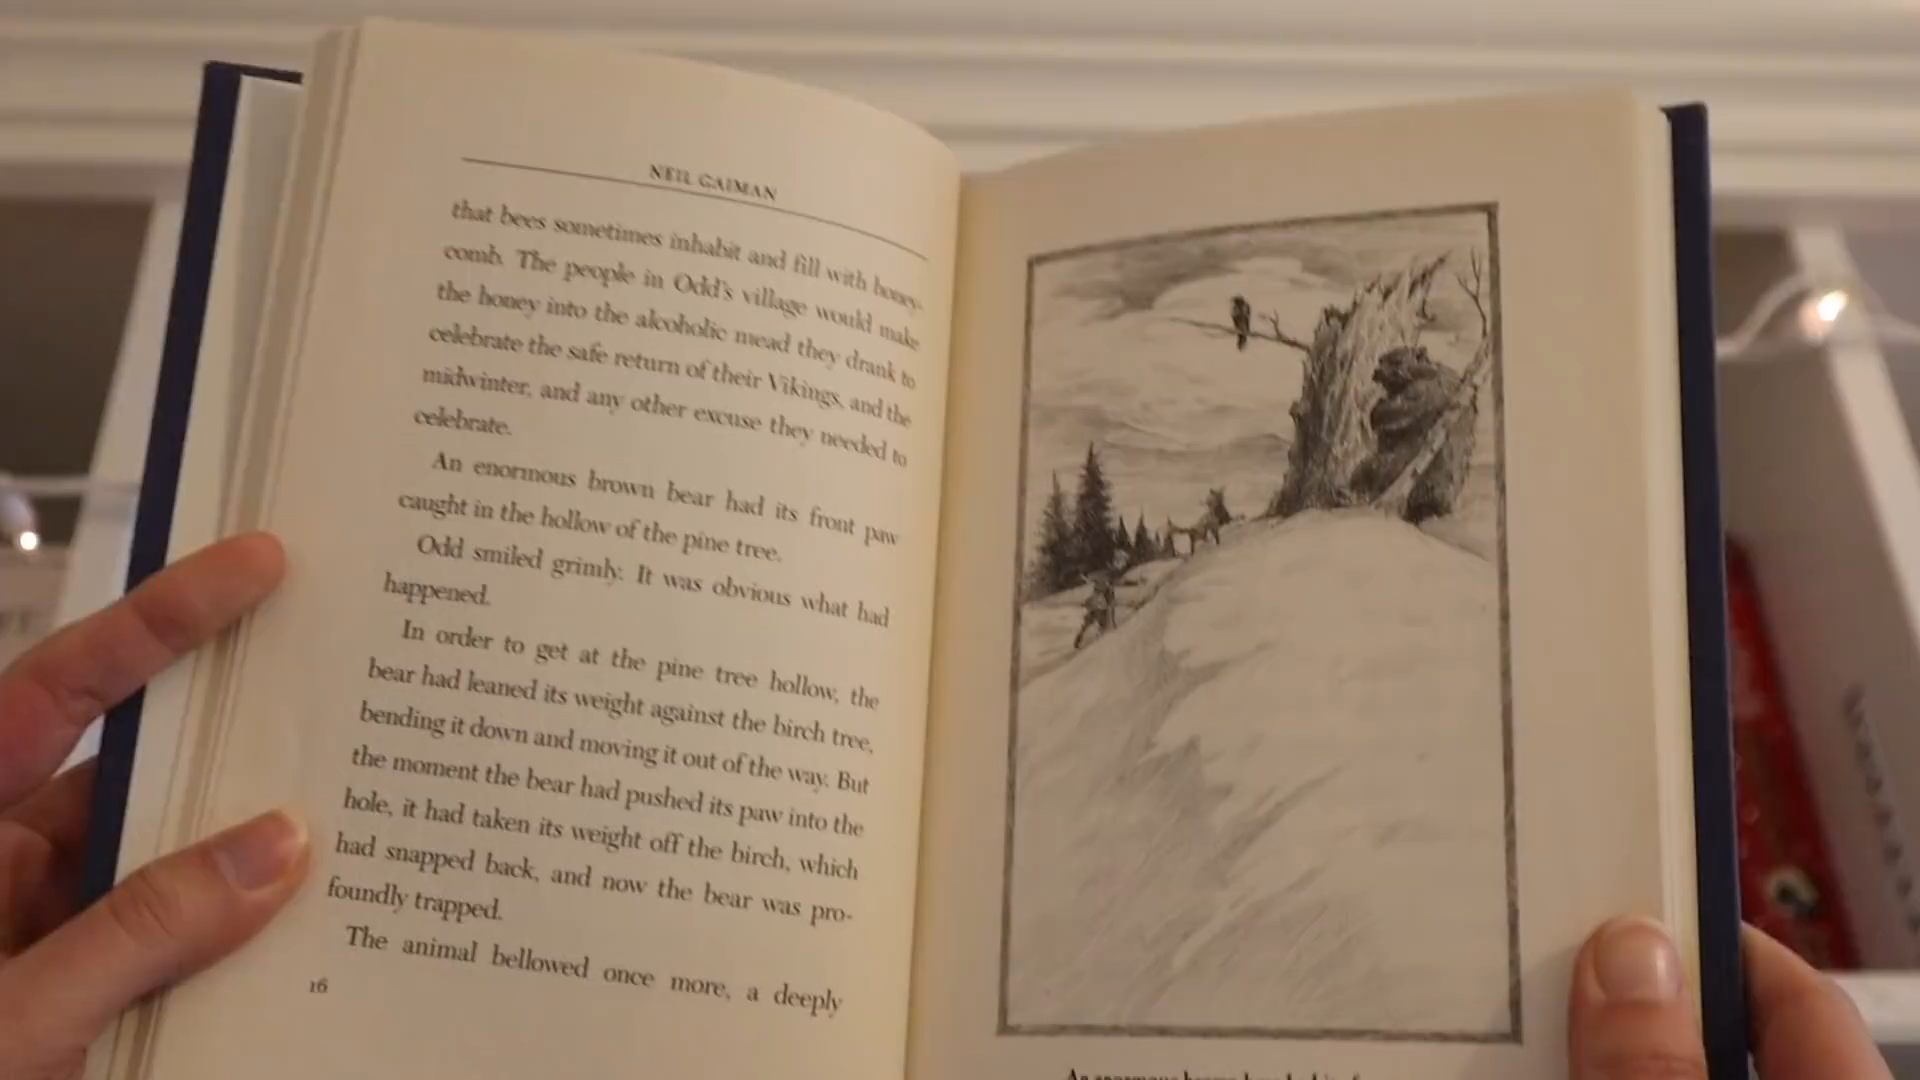 NEIL GAIMAN
that bees sometimes inhabit and fill with honey-
comb. The people in Odd's village would make
the honey into the alcoholic mead they drank to
celebrate the safe return of their Vikings, and the
midwinter, and any other excuse they needed to
celebrate.
An enormous brown bear had its front paw
caught in the hollow of the pine tree.
Odd smiled grimly. It was obvious what had
happened.
In order to get at the pine tree hollow, the
bear had leaned its weight against the birch tree,
bending it down and moving it out of the way. But
the moment the bear had pushed its paw into the
hole, it had taken its weight off the birch, which
had snapped back, and now the bear was pro-
foundly trapped.
The animal bellowed once more, a deeply
16
An enormous brown bear had its